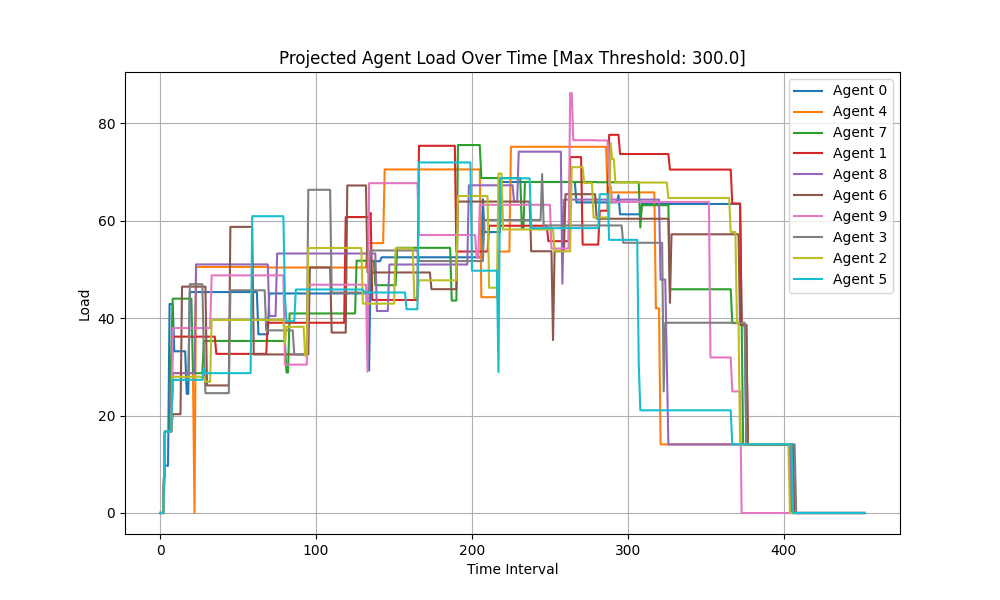 Projected Agent Load Over Time [Max Threshold: 300.0]
Load
80
60
40
20
0
0 100 200 300 400
Time Interval
Agent 0
Agent 4
Agent 7
Agent 1
Agent 8
Agent 6
Agent 9
Agent 3
Agent 2
Agent 5